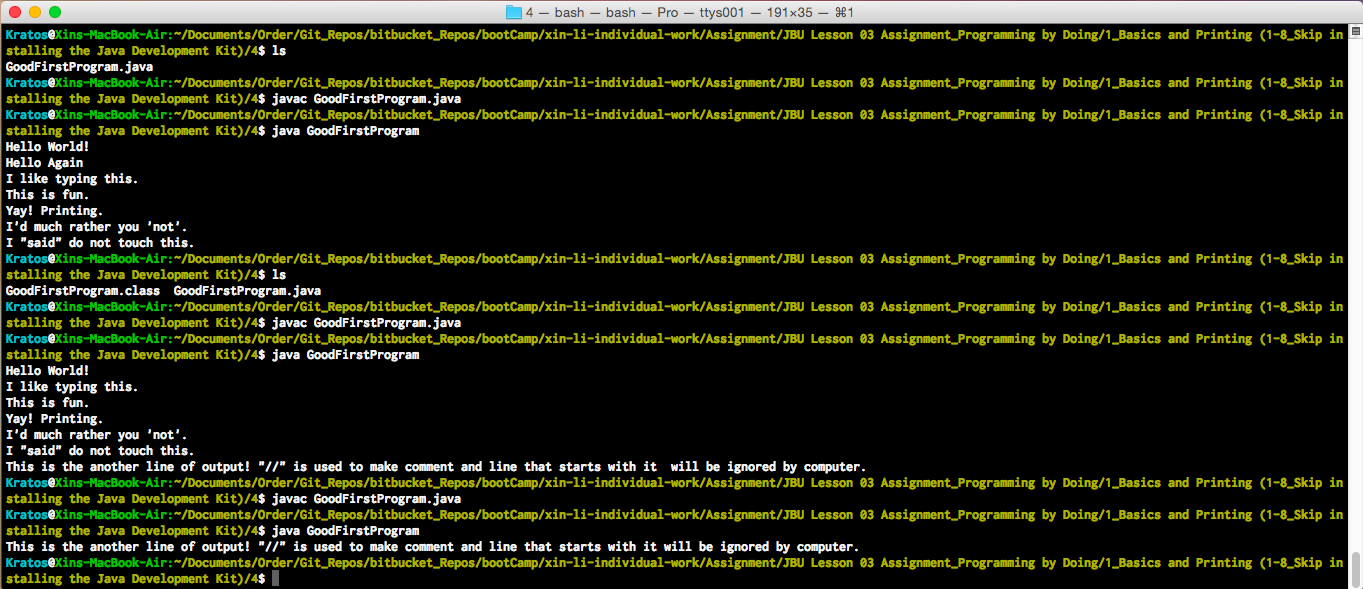 4 — bash — bash — Pro — ttys001 — 191×35 — ⌘1
Kratos@Xins-MacBook-Air:~/Documents/Order/Git_Repos/bitbucket_Repos/bootCamp/xin-li-individual-work/Assignment/JBU Lesson 03 Assignment_Programming by Doing/1_Basics and Printing (1-8_Skip in
stalling the Java Development Kit)/4$ ls
GoodFirstProgram.java
Kratos@Xins-MacBook-Air:~/Documents/Order/Git_Repos/bitbucket_Repos/bootCamp/xin-li-individual-work/Assignment/JBU Lesson 03 Assignment_Programming by Doing/1_Basics and Printing (1-8_Skip in
stalling the Java Development Kit)/4$ javac GoodFirstProgram.java
Kratos@Xins-MacBook-Air:~/Documents/Order/Git_Repos/bitbucket_Repos/bootCamp/xin-li-individual-work/Assignment/JBU Lesson 03 Assignment_Programming by Doing/1_Basics and Printing (1-8_Skip in
stalling the Java Development Kit)/4$ java GoodFirstProgram
Hello World!
Hello Again
I like typing this.
This is fun.
Yay! Printing.
I'd much rather you 'not'.
I "said" do not touch this.
Kratos@Xins-MacBook-Air:~/Documents/Order/Git_Repos/bitbucket_Repos/bootCamp/xin-li-individual-work/Assignment/JBU Lesson 03 Assignment_Programming by Doing/1_Basics and Printing (1-8_Skip in
stalling the Java Development Kit)/4$ ls
GoodFirstProgram.class  GoodFirstProgram.java
Kratos@Xins-MacBook-Air:~/Documents/Order/Git_Repos/bitbucket_Repos/bootCamp/xin-li-individual-work/Assignment/JBU Lesson 03 Assignment_Programming by Doing/1_Basics and Printing (1-8_Skip in
stalling the Java Development Kit)/4$ javac GoodFirstProgram.java
Kratos@Xins-MacBook-Air:~/Documents/Order/Git_Repos/bitbucket_Repos/bootCamp/xin-li-individual-work/Assignment/JBU Lesson 03 Assignment_Programming by Doing/1_Basics and Printing (1-8_Skip in
stalling the Java Development Kit)/4$ java GoodFirstProgram
Hello World!
I like typing this.
This is fun.
Yay! Printing.
I'd much rather you 'not'.
I "said" do not touch this.
This is the another line of output! "//" is used to make comment and line that starts with it  will be ignored by computer.
Kratos@Xins-MacBook-Air:~/Documents/Order/Git_Repos/bitbucket_Repos/bootCamp/xin-li-individual-work/Assignment/JBU Lesson 03 Assignment_Programming by Doing/1_Basics and Printing (1-8_Skip in
stalling the Java Development Kit)/4$ javac GoodFirstProgram.java
Kratos@Xins-MacBook-Air:~/Documents/Order/Git_Repos/bitbucket_Repos/bootCamp/xin-li-individual-work/Assignment/JBU Lesson 03 Assignment_Programming by Doing/1_Basics and Printing (1-8_Skip in
stalling the Java Development Kit)/4$ java GoodFirstProgram
This is the another line of output! "//" is used to make comment and line that starts with it will be ignored by computer.
Kratos@Xins-MacBook-Air:~/Documents/Order/Git_Repos/bitbucket_Repos/bootCamp/xin-li-individual-work/Assignment/JBU Lesson 03 Assignment_Programming by Doing/1_Basics and Printing (1-8_Skip in
stalling the Java Development Kit)/4$